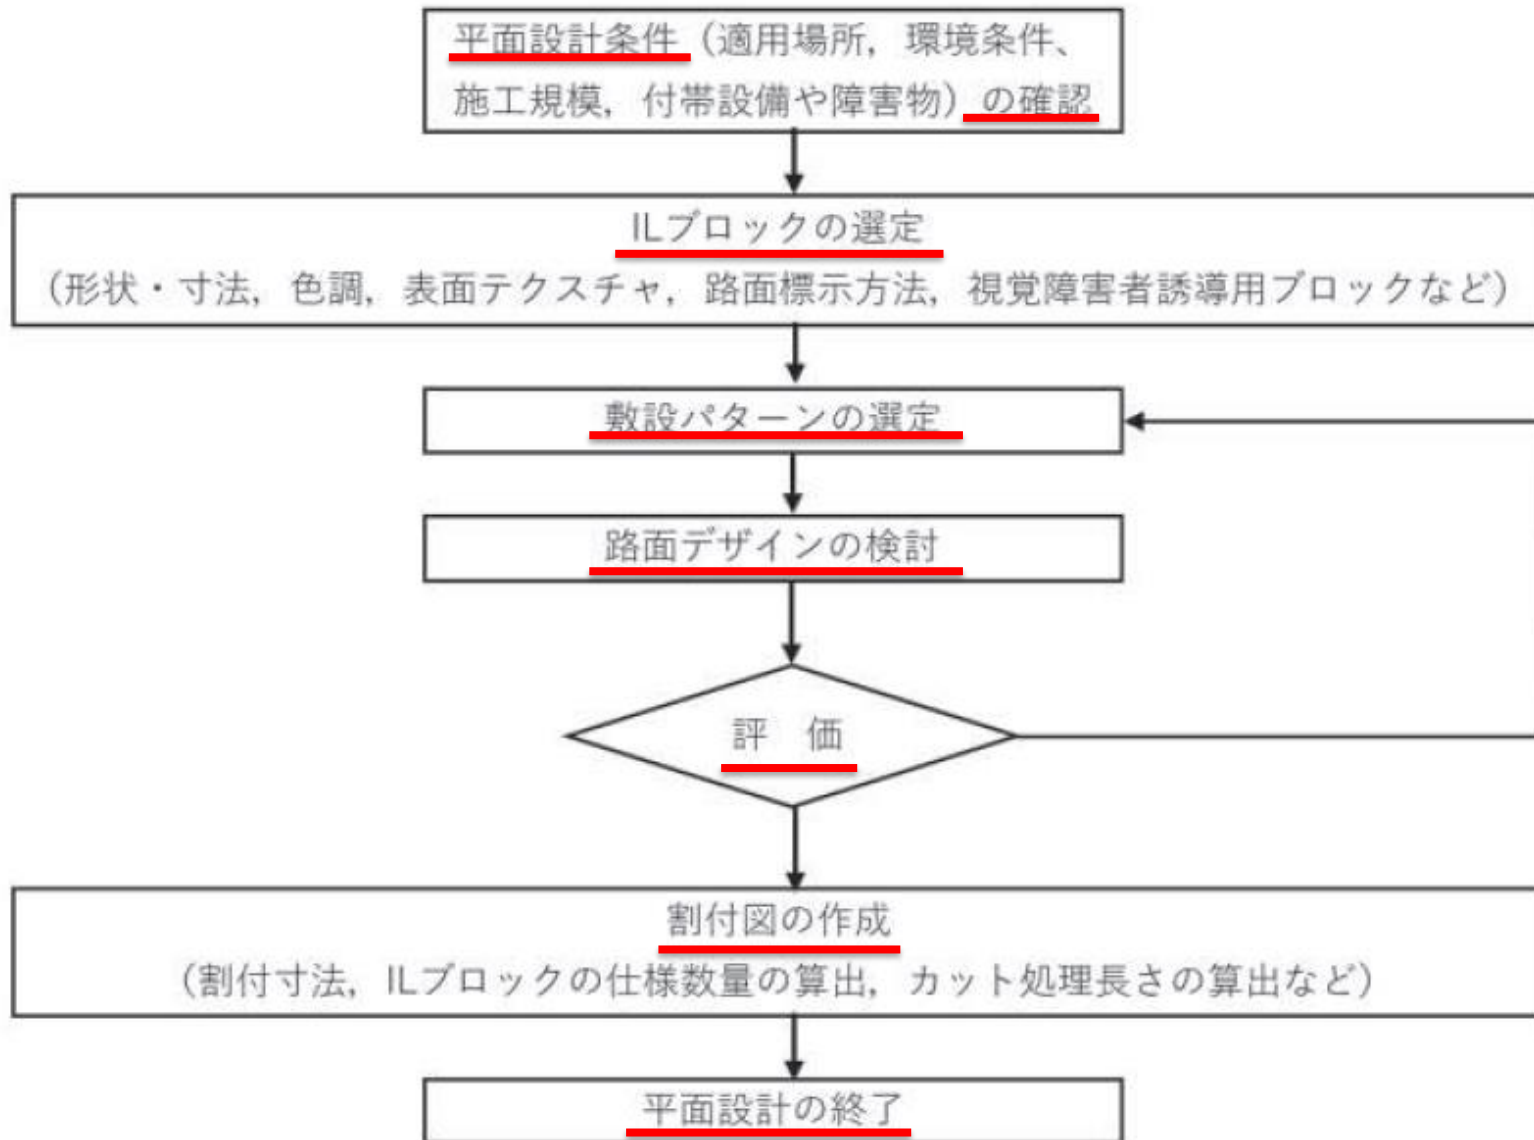 平面設計条件（適用場所，環境条件、
施工規模，付帯設備や障害物）の確認
ILブロックの選定
（形状・寸法，色調，表面テクスチャ，路面標示方法，視覚障害者誘導用ブロックなど）
敷設パターンの選定
路面デザインの検討
評　価
割付図の作成
（割付寸法，ILブロックの仕様数量の算出，カット処理長さの算出など）
平面設計の終了